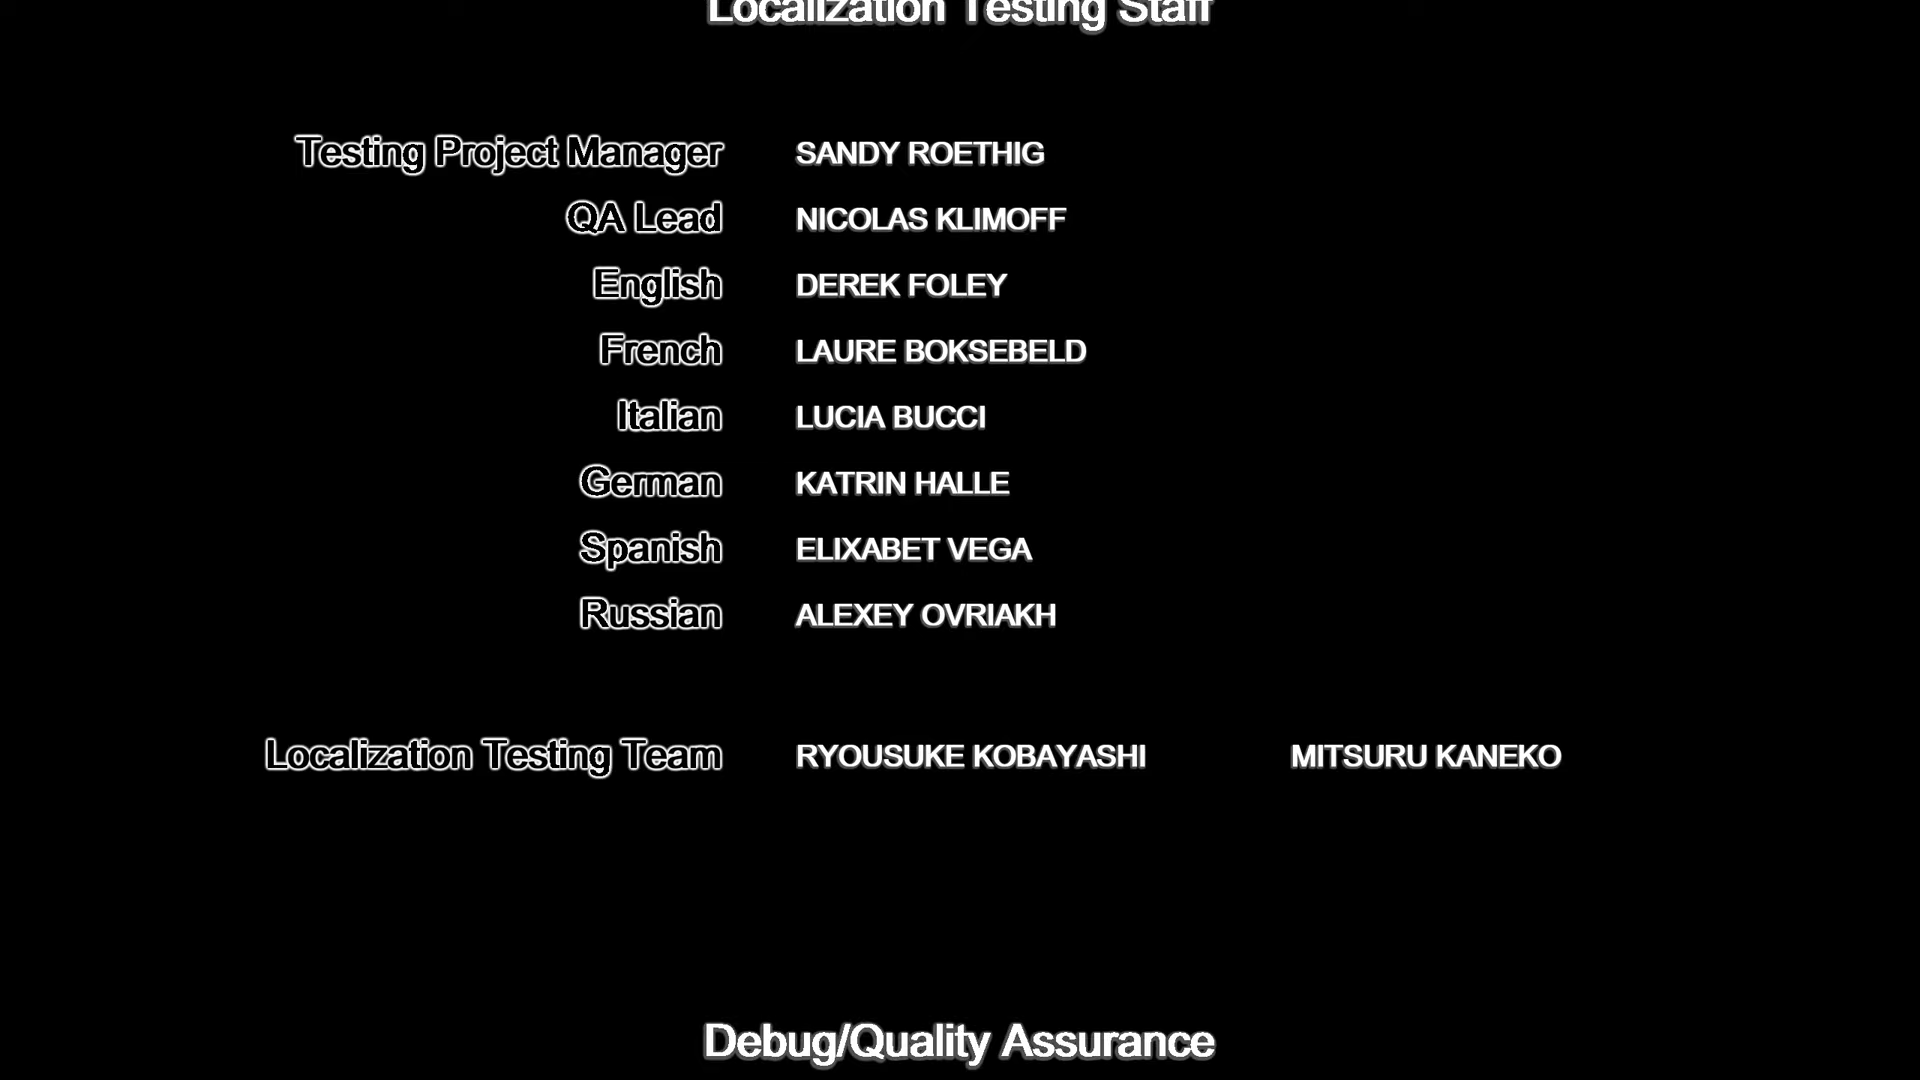 Localization Testing Staff
Testing Project Manager SANDY ROETHIG
QA Lead NICOLAS KLIMOFF
English DEREK FOLEY
French LAURE BOKSEBELD
Italian LUCIA BUCCI
German KATRIN HALLE
Spanish ELIXABET VEGA
Russian ALEXEY OVRIAKH
Localization Testing Team RYOUSUKE KOBAYASHI MITSURU KANEKO
Debug/Quality Assurance